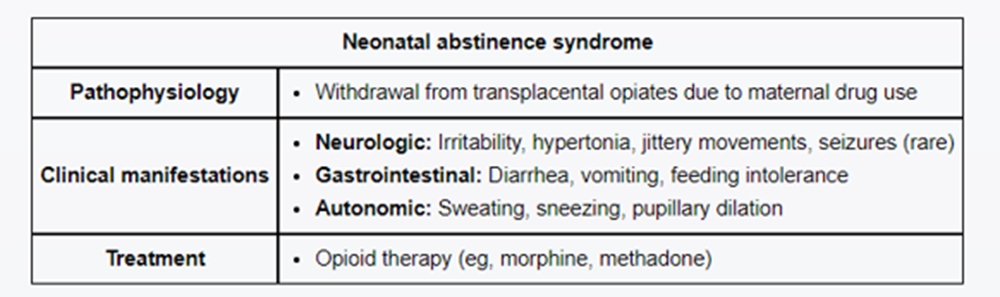 Neonatal abstinence syndrome
Pathophysiology
• Withdrawal from transplacental opiates due to maternal drug use
Clinical manifestations
• Neurologic: Irritability, hypertonia, jittery movements, seizures (rare)
• Gastrointestinal: Diarrhea, vomiting, feeding intolerance
• Autonomic: Sweating, sneezing, pupillary dilation
Treatment
• Opioid therapy (eg, morphine, methadone)